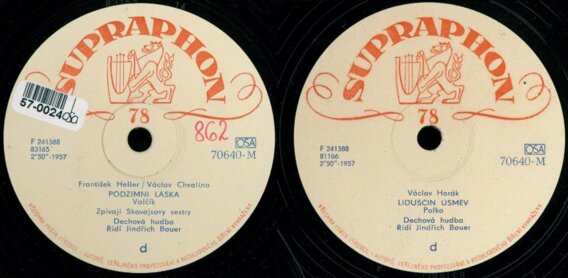 SUPRAPHON
78
57-0024
862
F 241588
83165
2'50"-1957
OSA
70640-M
František Heller/Václav Chvalina
PODZIMNÍ LÁSKA
Valčík
Zpívají Skovajsovy sestry
Dechová hudba
Řídí Jindřich Bauer
d
SUPRAPHON
78
F 241588
81166
2'50"-1957
OSA
70640-M
Václav Horák
LIDUŠČIN ÚSMĚV
Polka
Dechová hudba
Řídí Jindřich Bauer
d